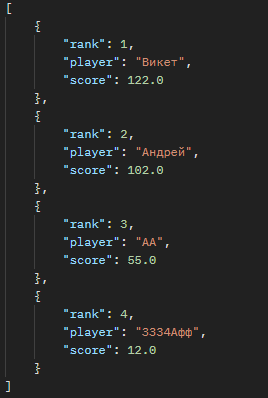 [
    {
        "rank": 1,
        "player": "Викет",
        "score": 122.0
    },
    {
        "rank": 2,
        "player": "Андрей",
        "score": 102.0
    },
    {
        "rank": 3,
        "player": "АА",
        "score": 55.0
    },
    {
        "rank": 4,
        "player": "3334Афф",
        "score": 12.0
    }
]